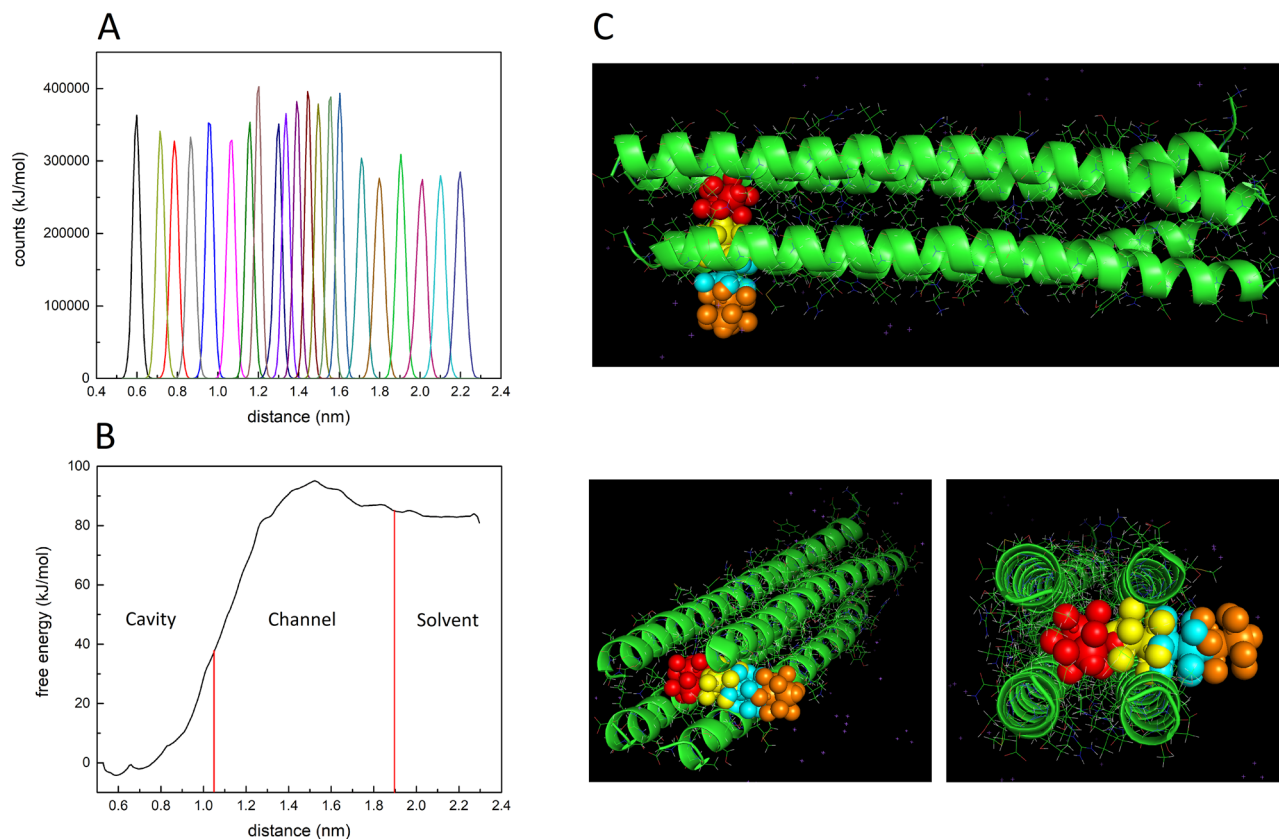 A
counts (kJ/mol)
400000
300000
200000
100000
0
0.4 0.6 0.8 1.0 1.2 1.4 1.6 1.8 2.0 2.2 2.4
distance (nm)
B
free energy (kJ/mol)
100
80
60
40
20
0
Cavity Channel Solvent
0.6 0.8 1.0 1.2 1.4 1.6 1.8 2.0 2.2 2.4
distance (nm)
C